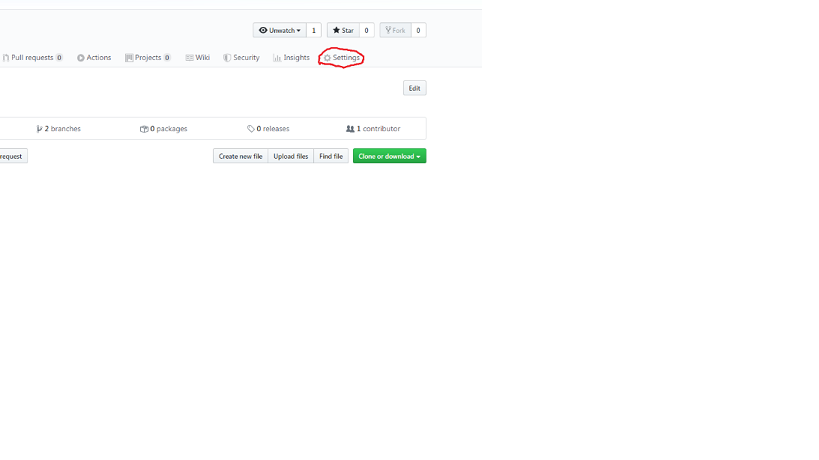 Unwatch 1 Star 0 Fork 0
Pull requests 0 Actions Projects 0 Wiki Security Insights Settings
Edit
2 branches 0 packages 0 releases 1 contributor
request Create new file Upload files Find file Clone or download